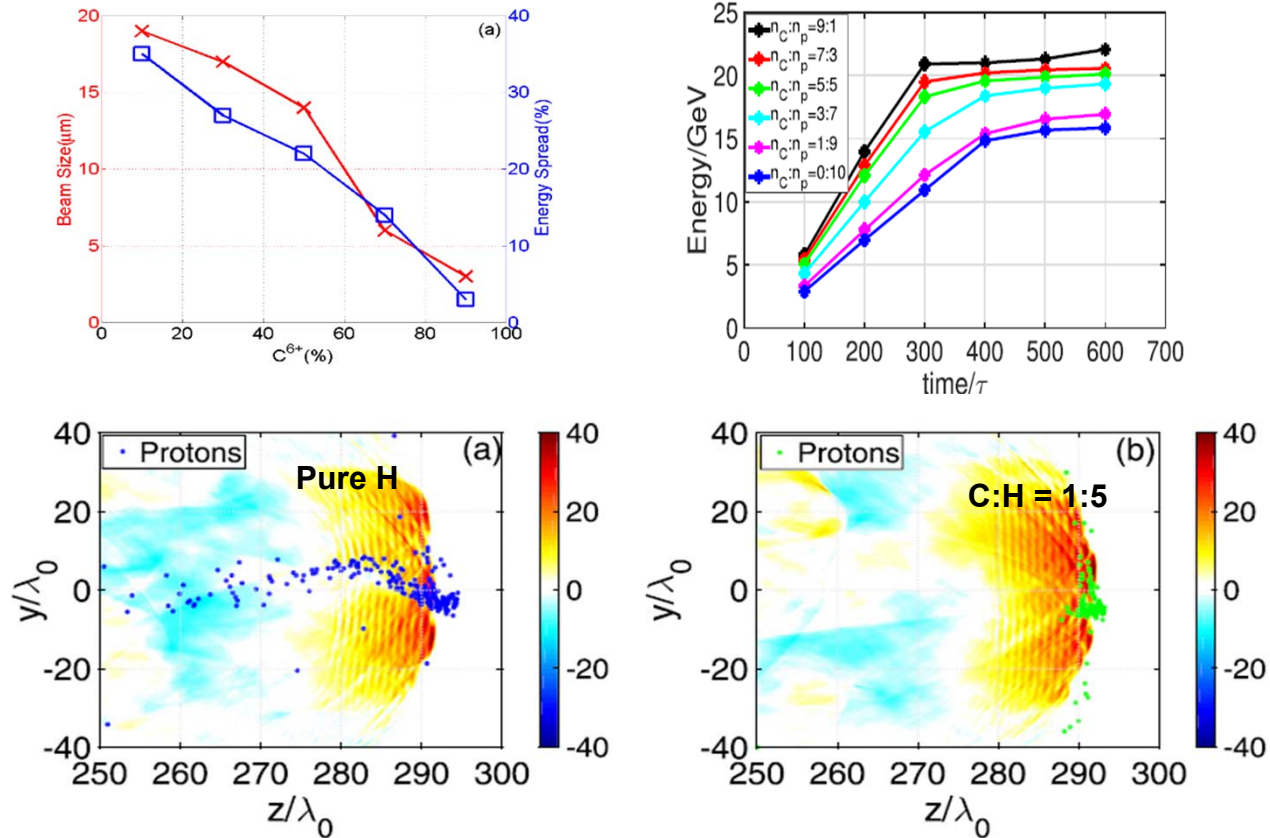 (a)
20
15
10
5
0
Beam Size(μm)
40
30
20
10
0
Energy Spread(%)
0 20 40 60 80 100
C6+(%)
25
20
15
10
5
0
Energy/GeV
nC:np=9:1
nC:np=7:3
nC:np=5:5
nC:np=3:7
nC:np=1:9
nC:np=0:10
0 100 200 300 400 500 600 700
time/τ
Protons
(a)
Pure H
40
20
0
-20
-40
y/λ0
250 260 270 280 290 300
z/λ0
40
20
0
-20
-40
Protons
(b)
C:H = 1:5
40
20
0
-20
-40
y/λ0
250 260 270 280 290 300
z/λ0
40
20
0
-20
-40